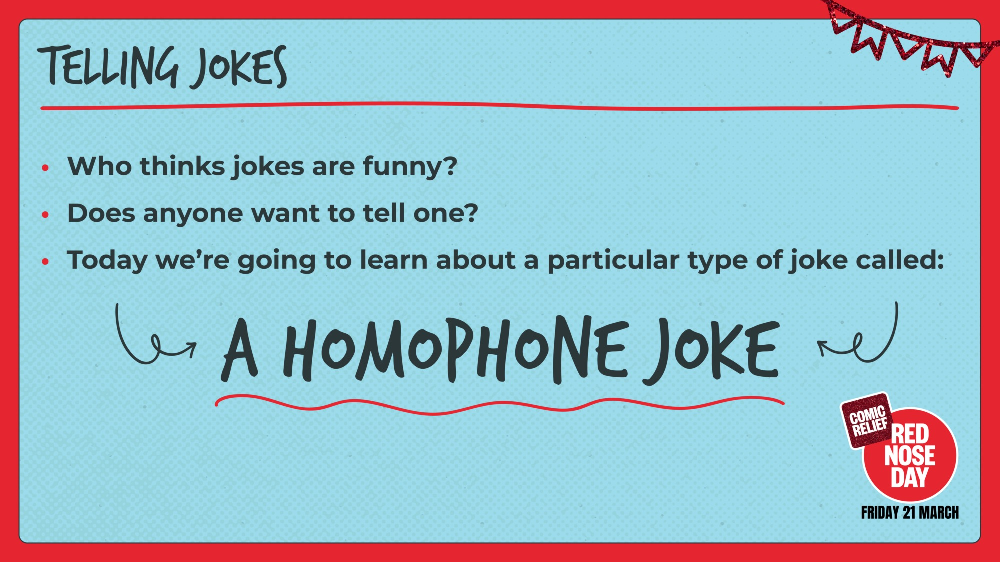 TELLING JOKES
• Who thinks jokes are funny?
• Does anyone want to tell one?
• Today we’re going to learn about a particular type of joke called:
A HOMOPHONE JOKE
COMIC
RELIEF
RED
NOSE
DAY
FRIDAY 21 MARCH